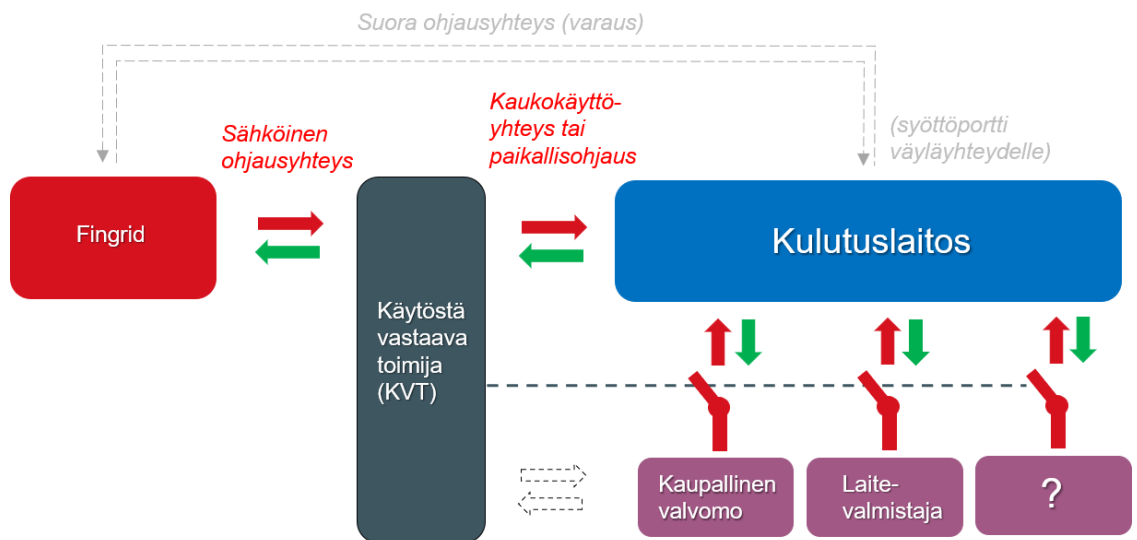 Suora ohjausyhteys (varaus)
Sähköinen
ohjausyhteys
Kaukokäyttö-
yhteys tai
paikallisohjaus
(syöttöportti
väyläyhteydelle)
Fingrid
Käytöstä
vastaava
toimija
(KVT)
Kulutuslaitos
Kaupallinen
valvomo
Laite-
valmistaja
?